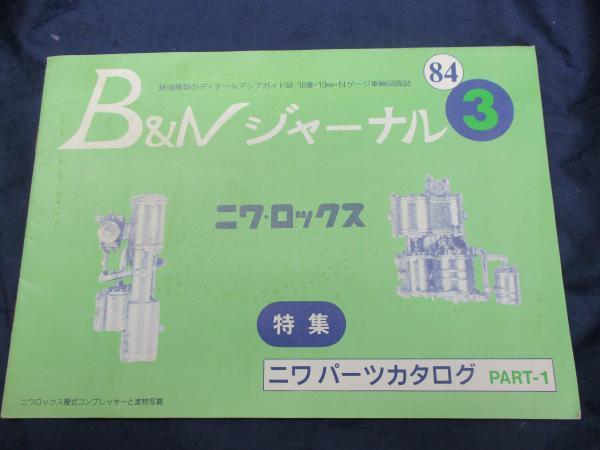 鉄道模型のディテールアップガイド誌/16番・13mm・Nゲージ車輌図面誌
84
B&Nジャーナル 3
ニワ・ロックス
特集
ニワ パーツカタログ PART-1
ニワロックス複式コンプレッサーと実物写真